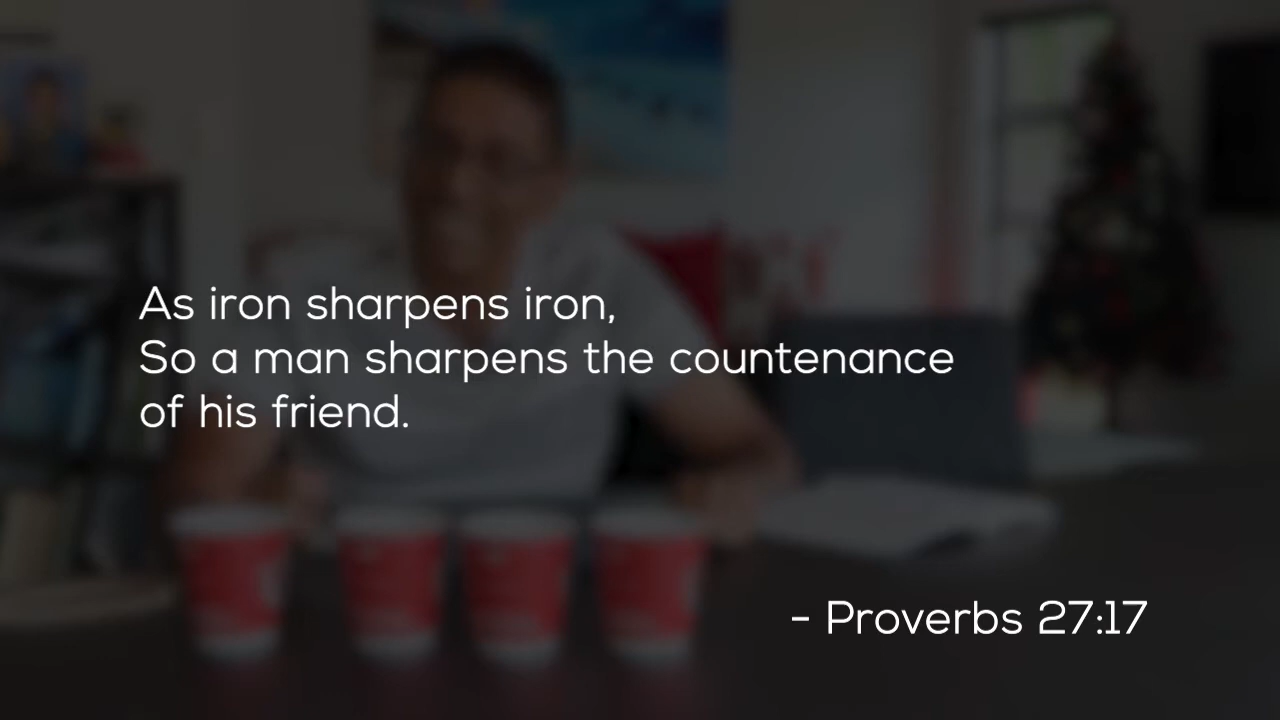 As iron sharpens iron,
So a man sharpens the countenance
of his friend.
- Proverbs 27:17